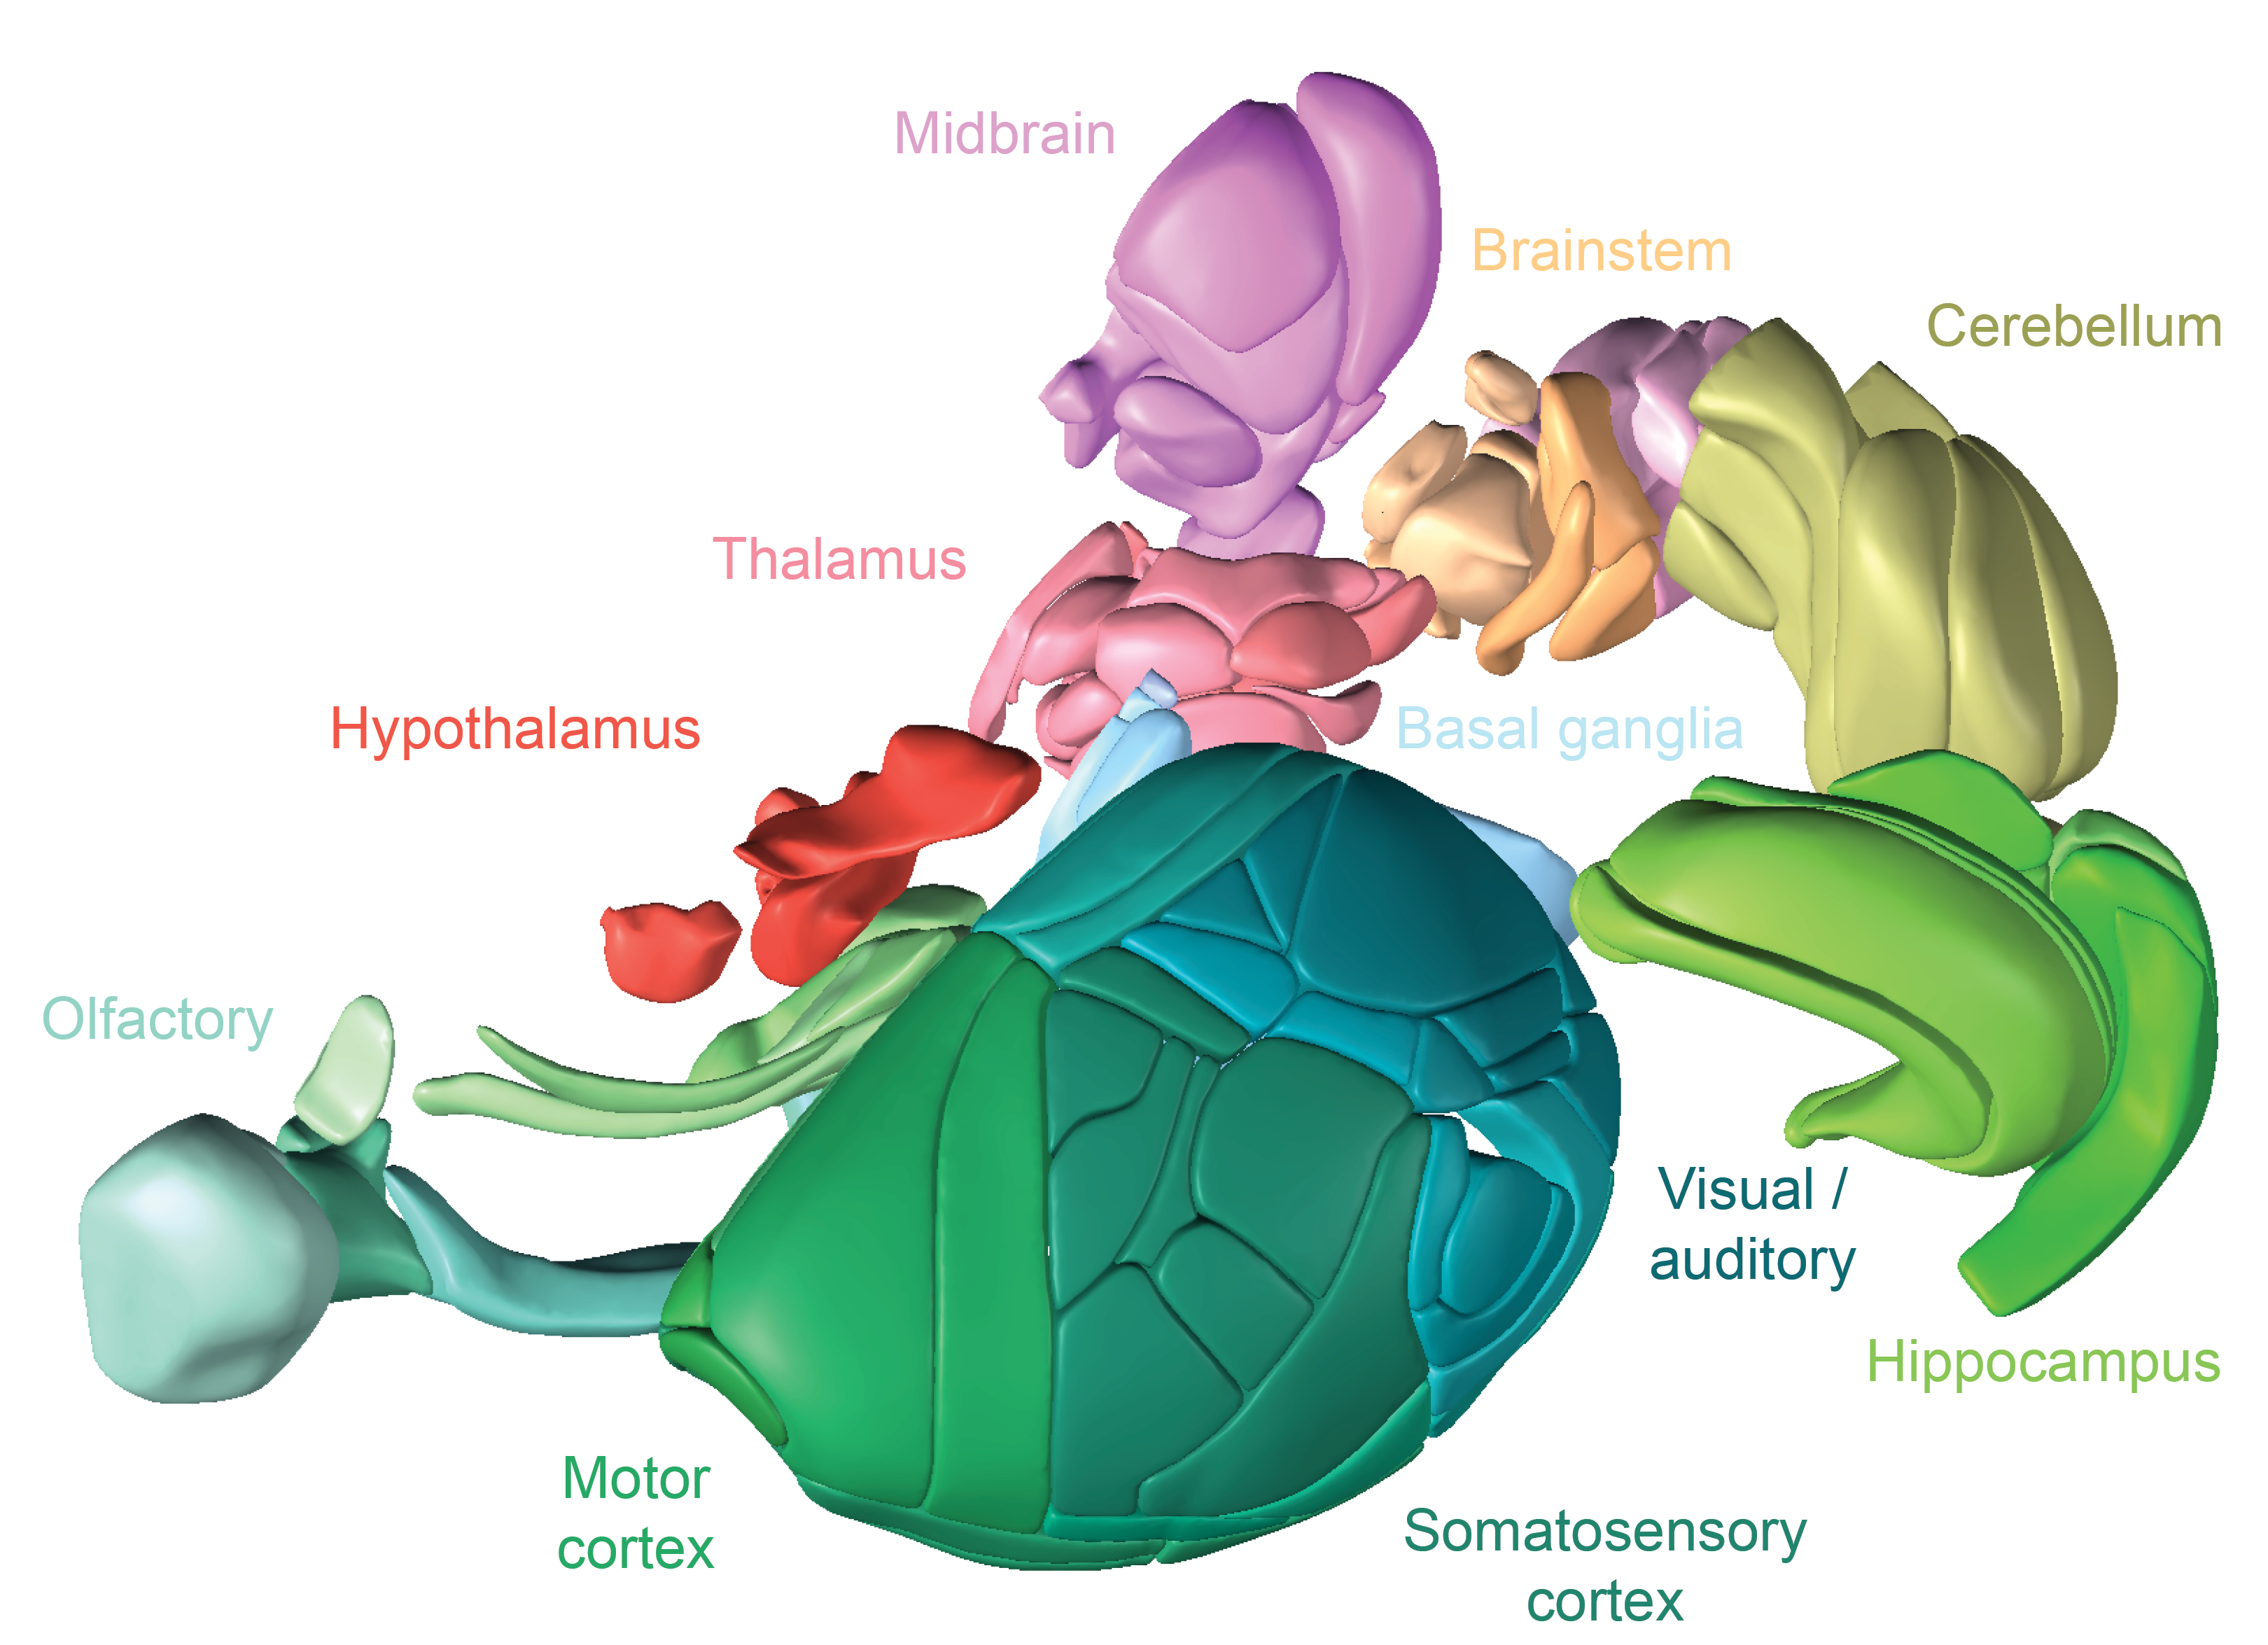 Midbrain
Brainstem
Cerebellum
Thalamus
Hypothalamus
Basal ganglia
Olfactory
Visual /
auditory
Hippocampus
Motor
cortex
Somatosensory
cortex